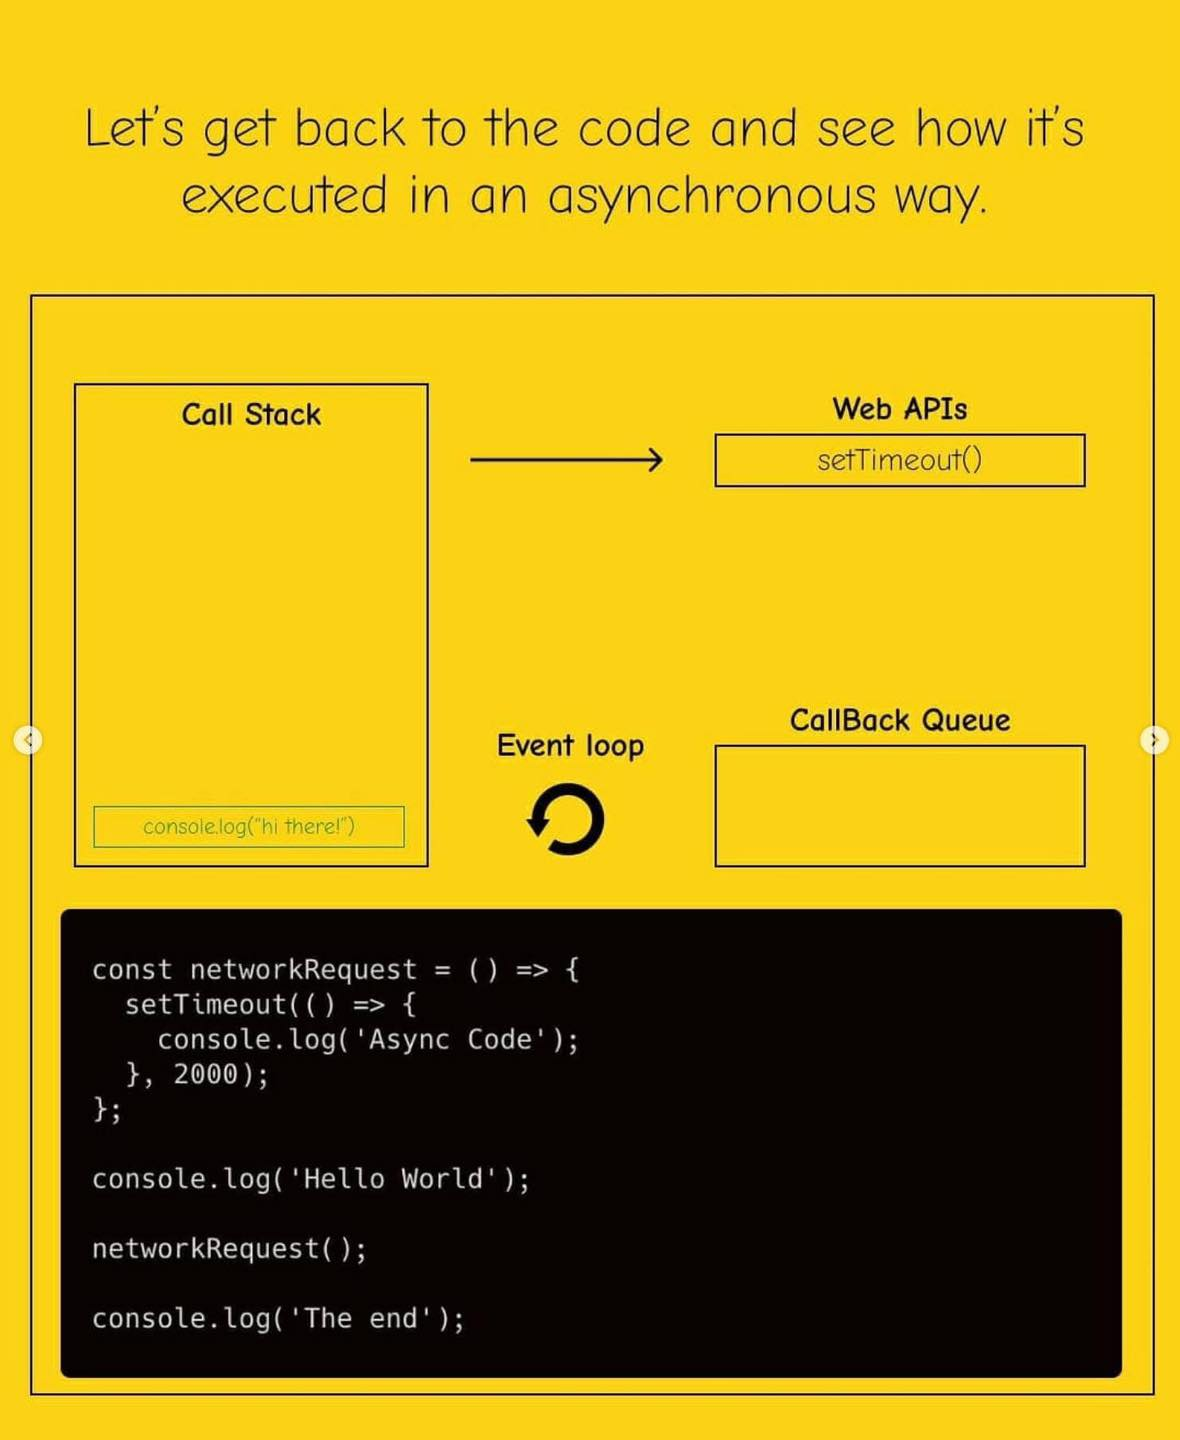 Let's get back to the code and see how it's
executed in an asynchronous way.
Call Stack
Web APIs
setTimeout()
CallBack Queue
Event loop
console.log("hi there!")
const networkRequest = () => {
  setTimeout(() => {
    console.log('Async Code');
  }, 2000);
};
console.log('Hello World');
networkRequest();
console.log('The end');